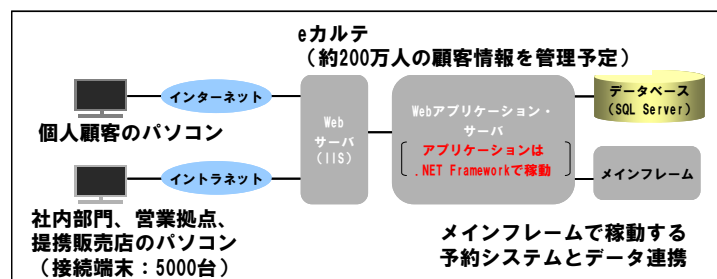 eカルテ
（約200万人の顧客情報を管理予定）
インターネット
個人顧客のパソコン
イントラネット
社内部門、営業拠点、
提携販売店のパソコン
（接続端末：5000台）
Web
サーバ
（IIS）
Webアプリケーション・
サーバ
アプリケーションは
.NET Frameworkで稼動
データベース
（SQL Server）
メインフレーム
メインフレームで稼動する
予約システムとデータ連携